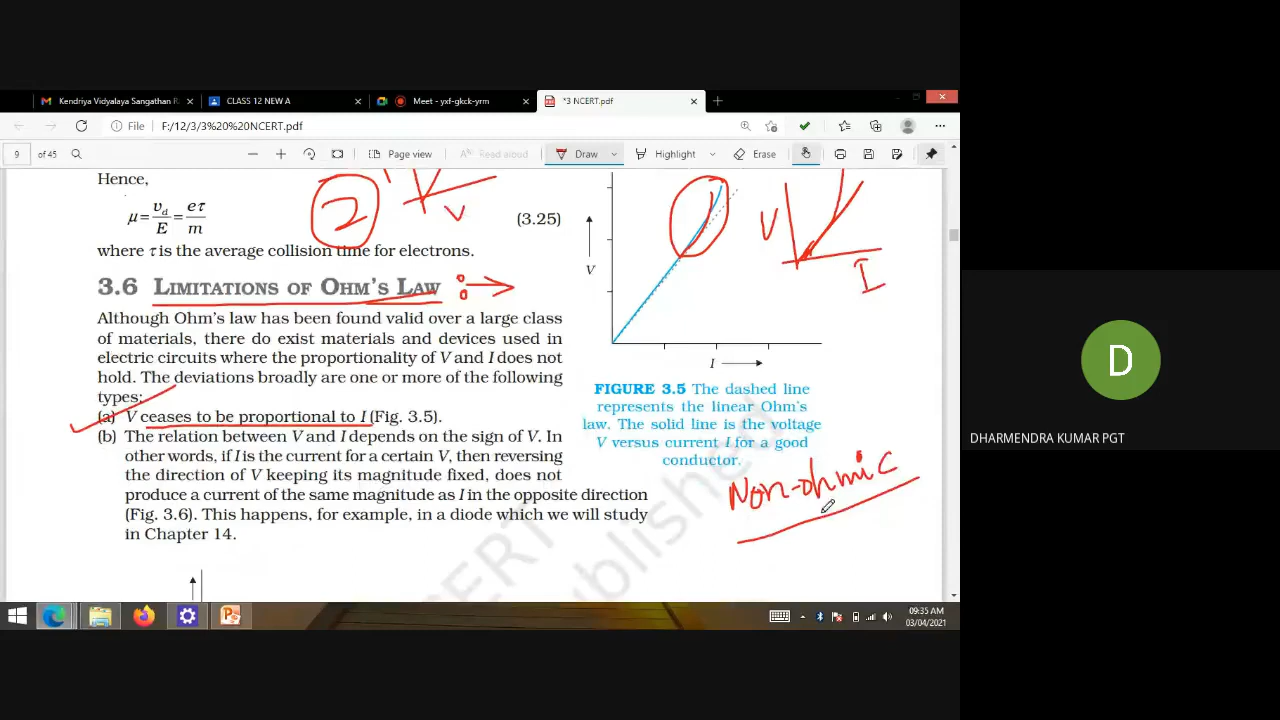 Kendriya Vidyalaya Sangathan R
CLASS 12 NEW A
Meet - yxf-gkck-yrm
*3 NCERT.pdf
File
F:/12/3/3%20%20NCERT.pdf
9 of 45
Page view
Read aloud
Draw
Highlight
Erase
Hence,
μ = v_d/E = eτ/m (3.25)
where τ is the average collision time for electrons.
2
V
3.6 LIMITATIONS OF OHM'S LAW
Although Ohm's law has been found valid over a large class
of materials, there do exist materials and devices used in
electric circuits where the proportionality of V and I does not
hold. The deviations broadly are one or more of the following
types:
(a) V ceases to be proportional to I (Fig. 3.5).
(b) The relation between V and I depends on the sign of V. In
other words, if I is the current for a certain V, then reversing
the direction of V keeping its magnitude fixed, does not
produce a current of the same magnitude as I in the opposite direction
(Fig. 3.6). This happens, for example, in a diode which we will study
in Chapter 14.
V
I
V
I
FIGURE 3.5 The dashed line
represents the linear Ohm's
law. The solid line is the voltage
V versus current I for a good
conductor.
Non-ohmic
DHARMENDRA KUMAR PGT
D
09:35 AM
03/04/2021